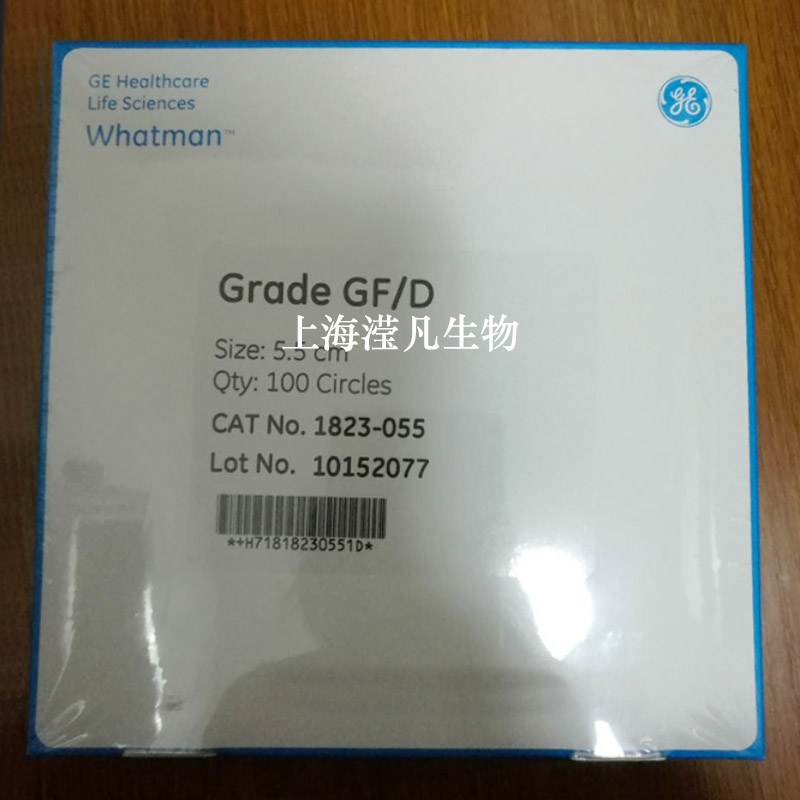 GE Healthcare
Life Sciences
Whatman™
GE
Grade GF/D
上海滢凡生物
Size: 5.5 cm
Qty: 100 Circles
CAT No. 1823-055
Lot No. 10152077
*+H71818230551D*